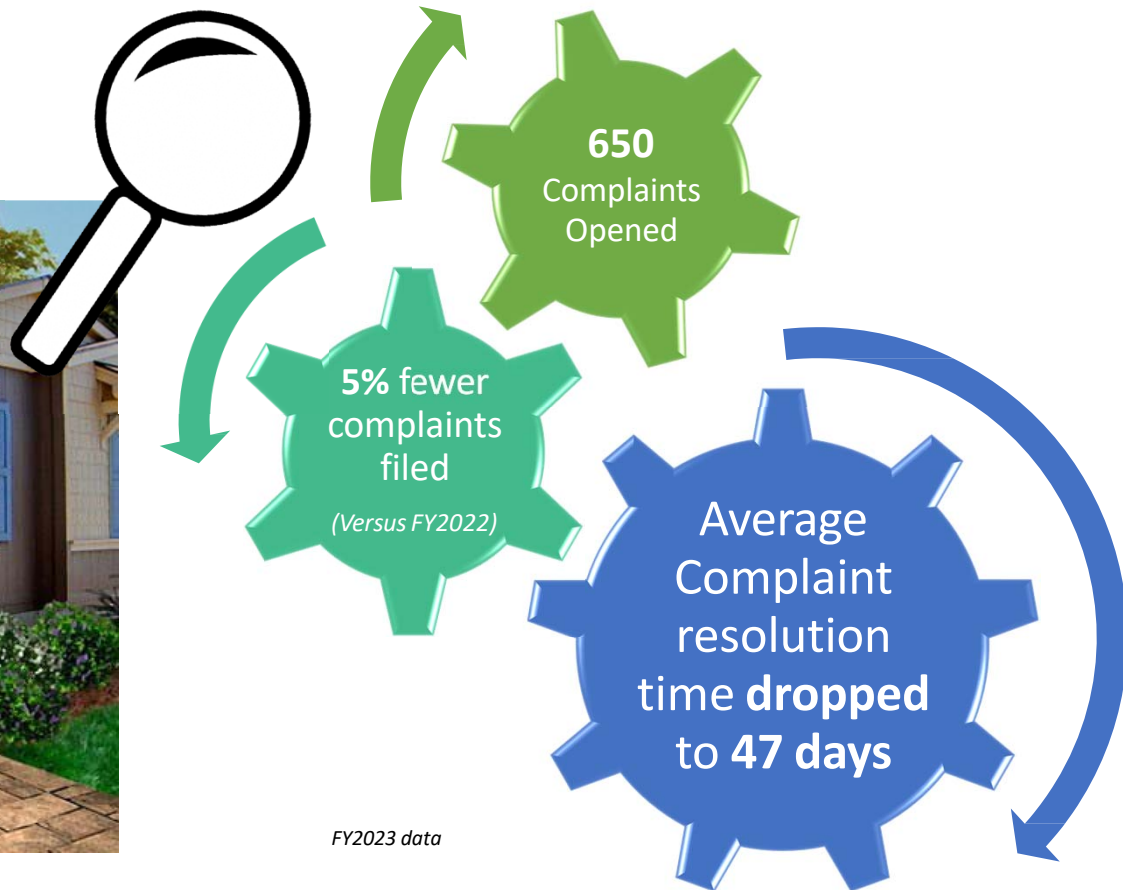 650
Complaints
Opened
5% fewer
complaints
filed
(Versus FY2022)
Average
Complaint
resolution
time dropped
to 47 days
FY2023 data